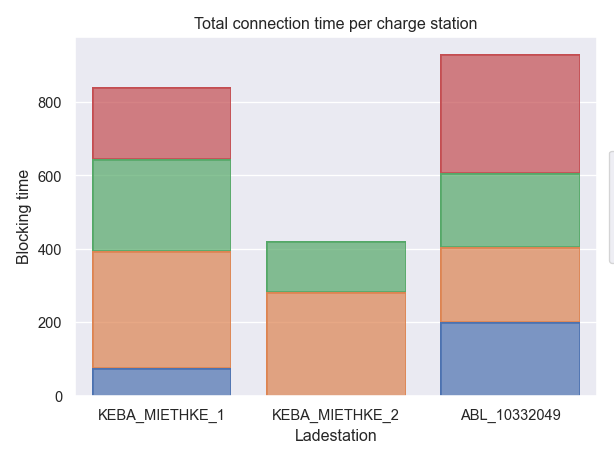 Total connection time per charge station
Blocking time
800
600
400
200
0
KEBA_MIETHKE_1 KEBA_MIETHKE_2 ABL_10332049
Ladestation